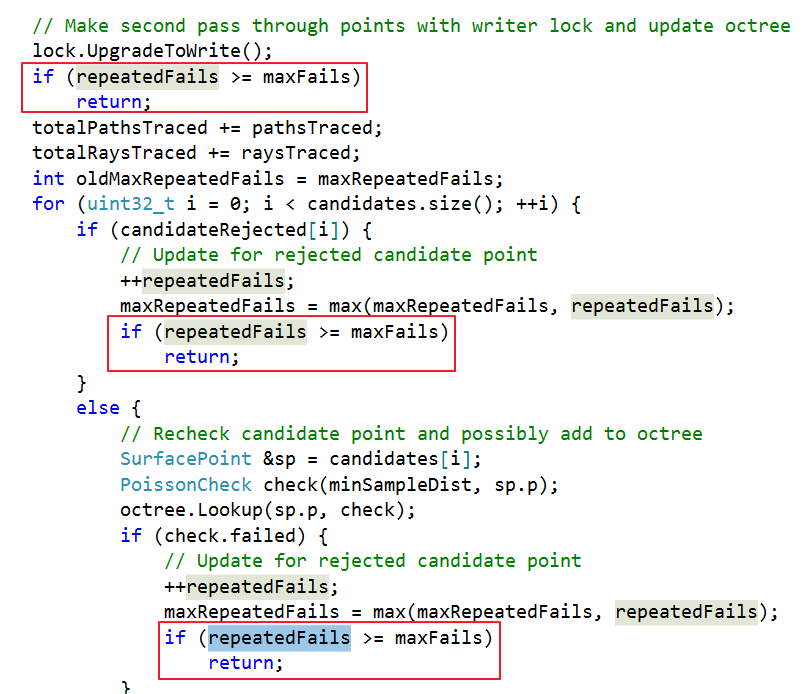 // Make second pass through points with writer lock and update octree
lock.UpgradeToWrite();
if (repeatedFails >= maxFails)
    return;
totalPathsTraced += pathsTraced;
totalRaysTraced += raysTraced;
int oldMaxRepeatedFails = maxRepeatedFails;
for (uint32_t i = 0; i < candidates.size(); ++i) {
    if (candidateRejected[i]) {
        // Update for rejected candidate point
        ++repeatedFails;
        maxRepeatedFails = max(maxRepeatedFails, repeatedFails);
        if (repeatedFails >= maxFails)
            return;
    }
    else {
        // Recheck candidate point and possibly add to octree
        SurfacePoint &sp = candidates[i];
        PoissonCheck check(minSampleDist, sp.p);
        octree.Lookup(sp.p, check);
        if (check.failed) {
            // Update for rejected candidate point
            ++repeatedFails;
            maxRepeatedFails = max(maxRepeatedFails, repeatedFails);
            if (repeatedFails >= maxFails)
                return;
        }